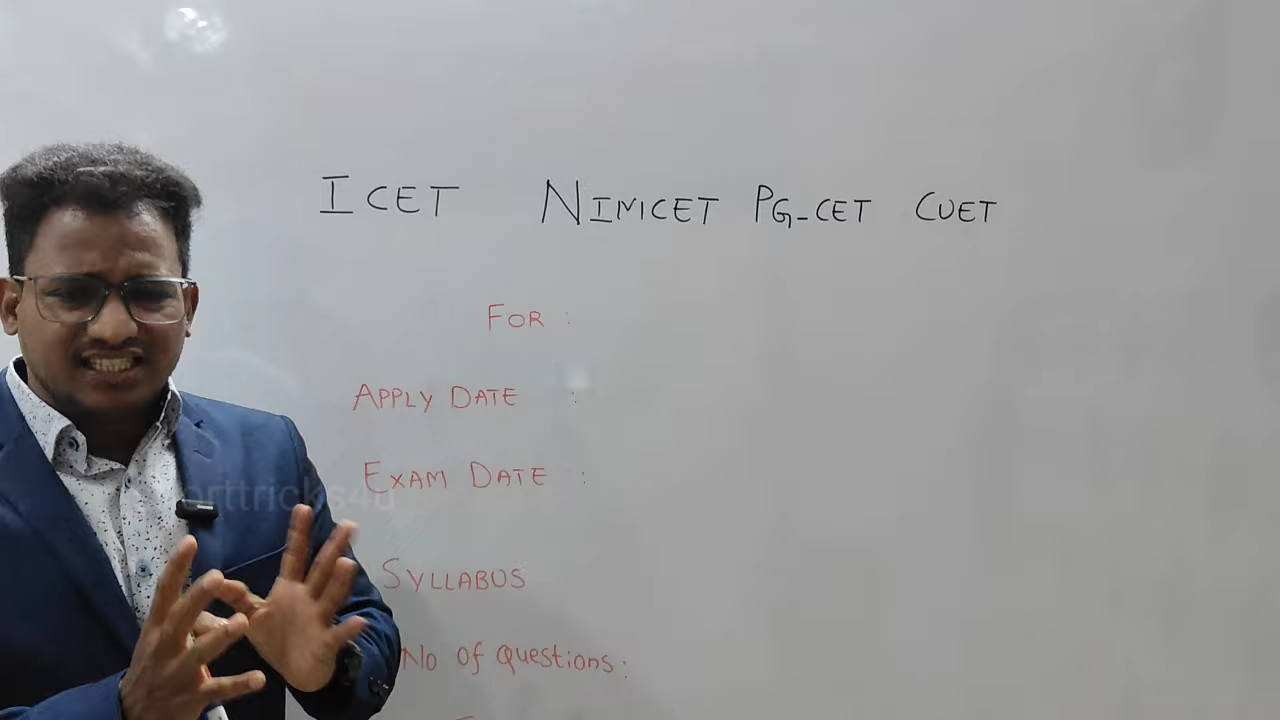 ICET NIMCET PG-CET CUET
FOR :
APPLY DATE :
EXAM DATE :
SYLLABUS
No of questions: